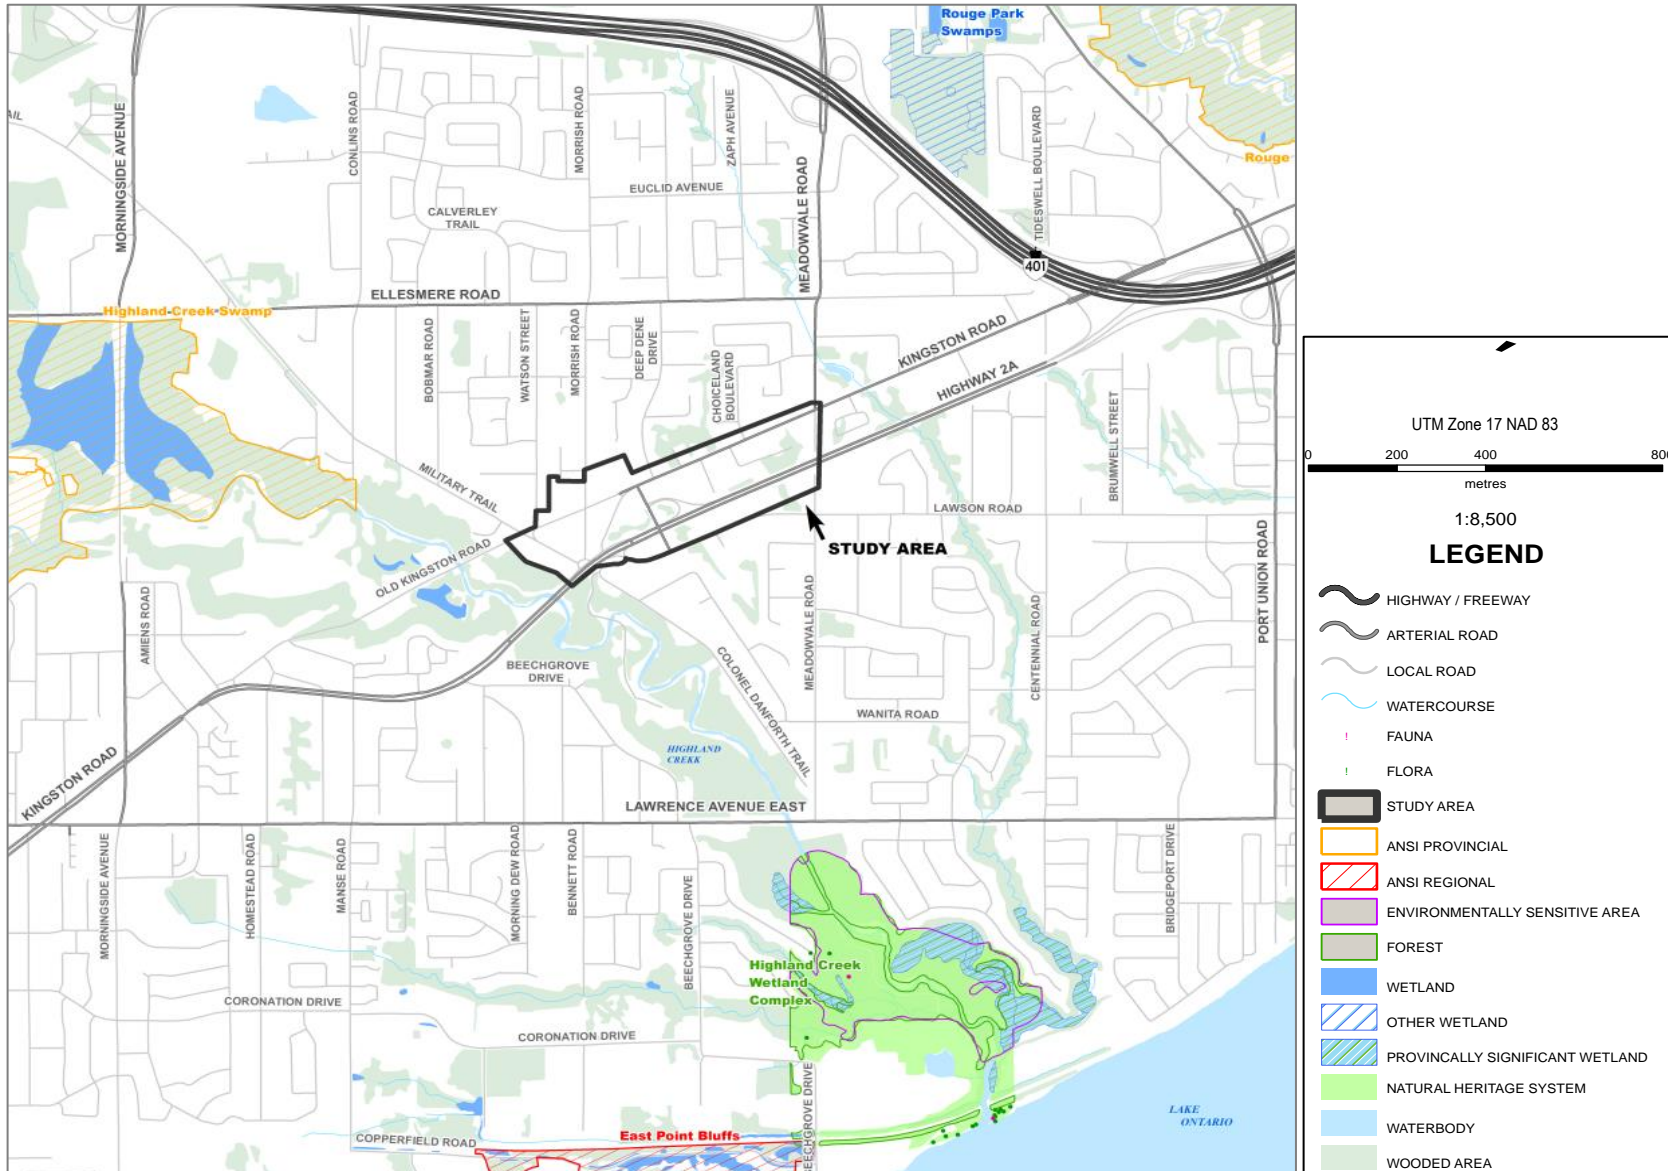 Rouge Park
Swamps
AIL
MORNINGSIDE AVENUE
CONLINS ROAD
MORRISH ROAD
ZAPH AVENUE
MEADOWVALE ROAD
TIDESWELL BOULEVARD
Rouge
EUCLID AVENUE
CALVERLEY
TRAIL
401
ELLESMERE ROAD
Highland Creek Swamp
BOBMAR ROAD
WATSON STREET
MORRISH ROAD
DEEP DENE
DRIVE
CHOICELAND
BOULEVARD
KINGSTON ROAD
HIGHWAY 2A
BRUMWELL STREET
MILITARY TRAIL
LAWSON ROAD
STUDY AREA
OLD KINGSTON ROAD
PORT UNION ROAD
AMIENS ROAD
MEADOWVALE ROAD
CENTENNIAL ROAD
BEECHGROVE
DRIVE
COLONEL DANFORTH TRAIL
WANITA ROAD
HIGHLAND
CREKK
KINGSTON ROAD
LAWRENCE AVENUE EAST
MORNINGSIDE AVENUE
HOMESTEAD ROAD
MANSE ROAD
MORNING DEW ROAD
BENNETT ROAD
BEECHGROVE DRIVE
BRIDGEPORT DRIVE
Highland Creek
Wetland
Complex
CORONATION DRIVE
CORONATION DRIVE
BEECHGROVE DRIVE
LAKE
ONTARIO
COPPERFIELD ROAD
East Point Bluffs
UTM Zone 17 NAD 83
0 200 400 800
metres
1:8,500
LEGEND
HIGHWAY / FREEWAY
ARTERIAL ROAD
LOCAL ROAD
WATERCOURSE
! FAUNA
! FLORA
STUDY AREA
ANSI PROVINCIAL
ANSI REGIONAL
ENVIRONMENTALLY SENSITIVE AREA
FOREST
WETLAND
OTHER WETLAND
PROVINCALLY SIGNIFICANT WETLAND
NATURAL HERITAGE SYSTEM
WATERBODY
WOODED AREA